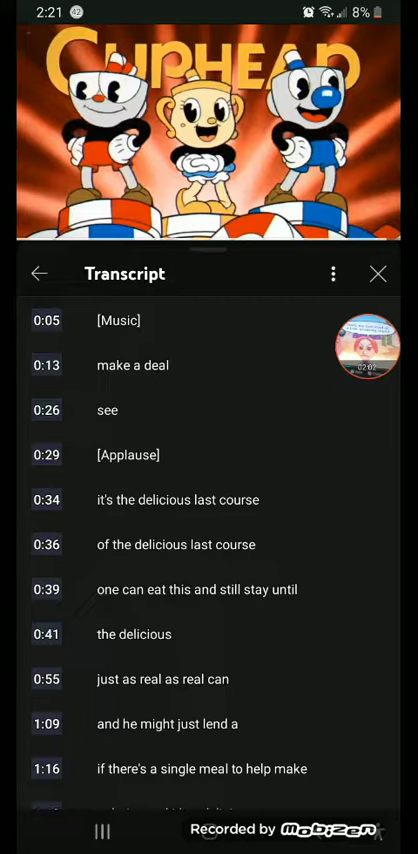 2:21 42 8%
CUPHEAD
Transcript
0:05 [Music]
0:13 make a deal
02:02
0:26 see
0:29 [Applause]
0:34 it's the delicious last course
0:36 of the delicious last course
0:39 one can eat this and still stay until
0:41 the delicious
0:55 just as real as real can
1:09 and he might just lend a
1:16 if there's a single meal to help make
Recorded by mobizen